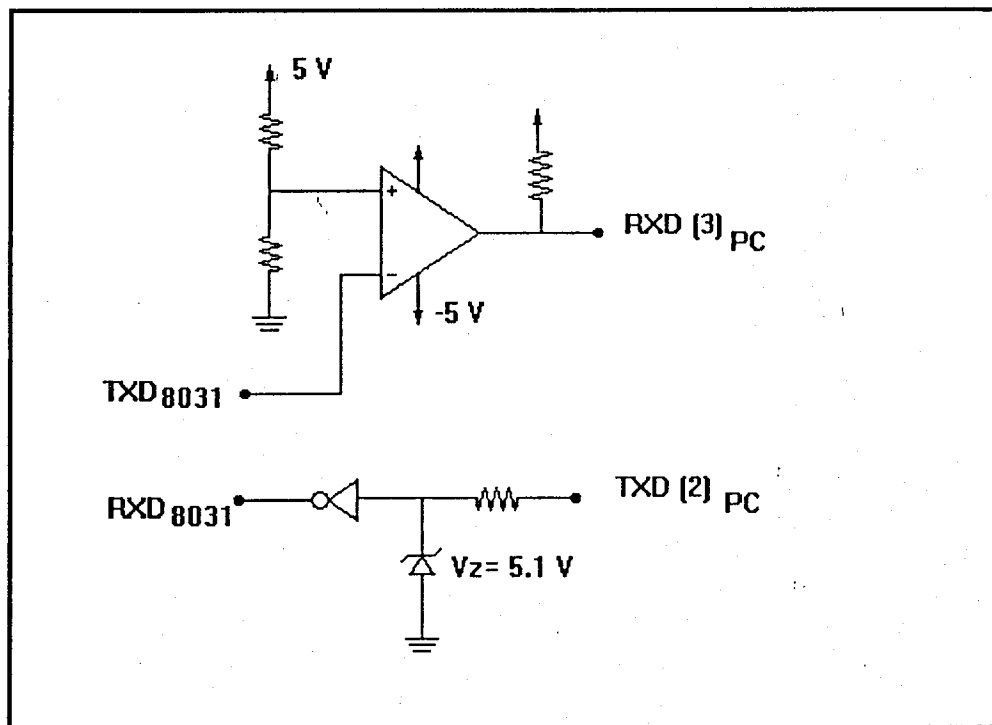 5 V
+
RXD (3) PC
−
-5 V
TXD 8031
RXD 8031
TXD (2) PC
Vz= 5.1 V